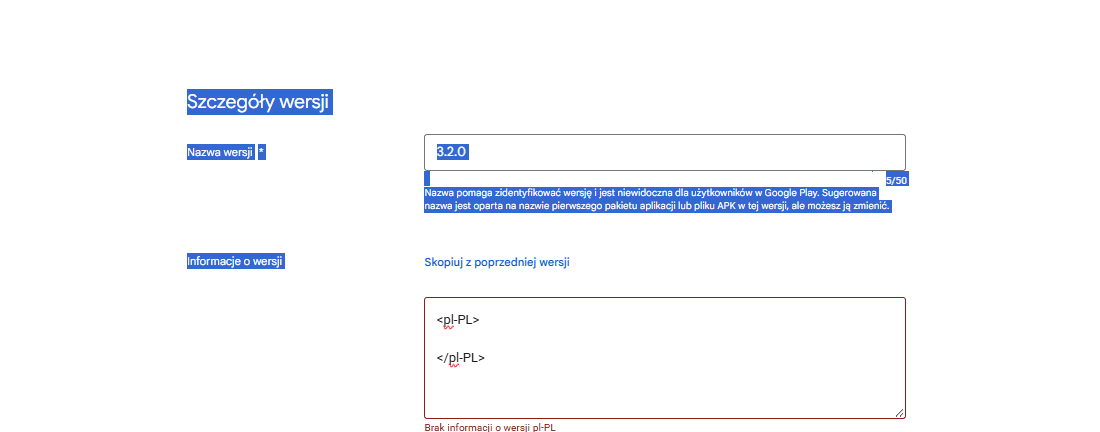 Szczegóły wersji
Nazwa wersji *
3.2.0
5/50
Nazwa pomaga zidentyfikować wersję i jest niewidoczna dla użytkowników w Google Play. Sugerowana
nazwa jest oparta na nazwie pierwszego pakietu aplikacji lub pliku APK w tej wersji, ale możesz ją zmienić.
Informacje o wersji
Skopiuj z poprzedniej wersji
<pl-PL>
</pl-PL>
Brak informacji o wersji pl-PL